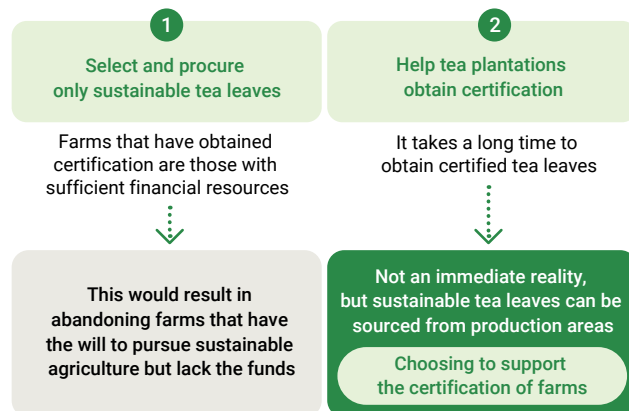 1
Select and procure
only sustainable tea leaves
Farms that have obtained
certification are those with
sufficient financial resources
This would result in
abandoning farms that have
the will to pursue sustainable
agriculture but lack the funds
2
Help tea plantations
obtain certification
It takes a long time to
obtain certified tea leaves
Not an immediate reality,
but sustainable tea leaves can be
sourced from production areas
Choosing to support
the certification of farms